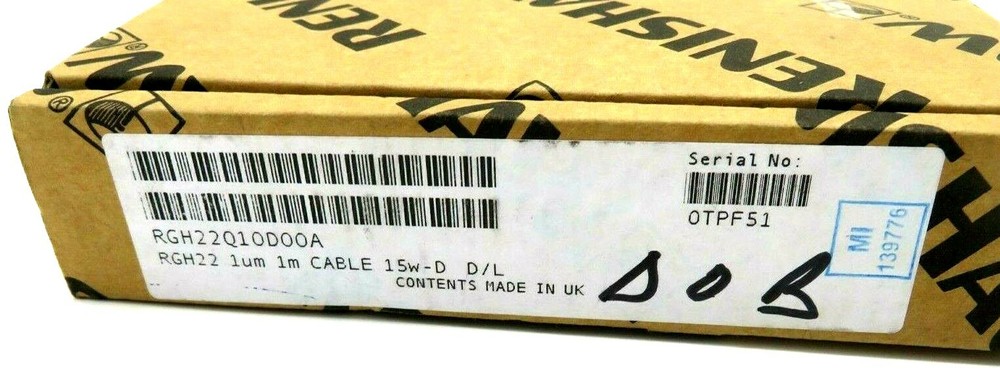 RENISHAW
RENISHAW
Serial No:
0TPF51
RGH22Q10D00A
RGH22 1um 1m CABLE 15w-D D/L
CONTENTS MADE IN UK
MI
139776